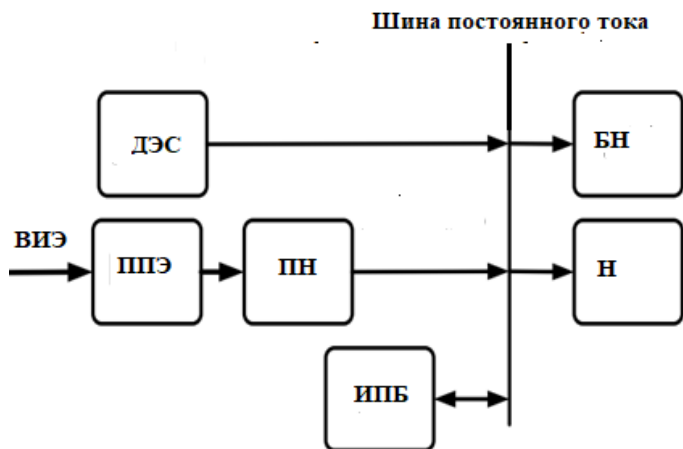 Шина постоянного тока
ДЭС
БН
ВИЭ
ППЭ
ПН
Н
ИПБ